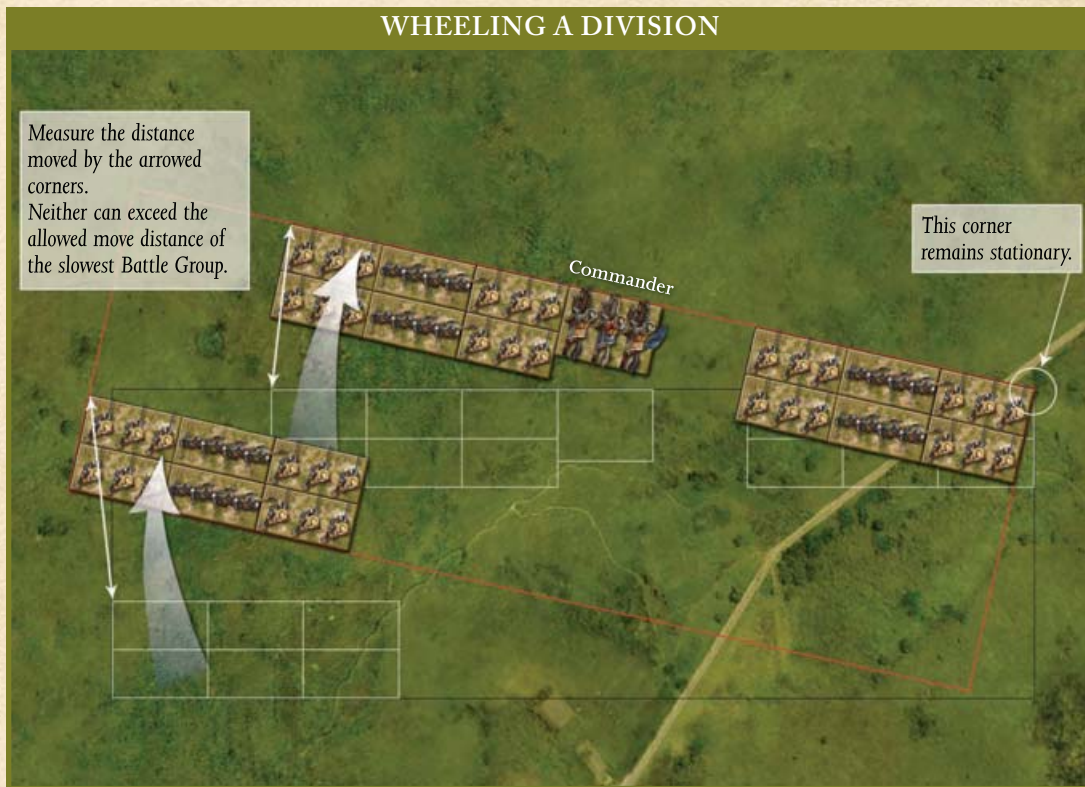 WHEELING A DIVISION
Measure the distance
moved by the arrowed
corners.
Neither can exceed the
allowed move distance of
the slowest Battle Group.
Commander
This corner
remains stationary.